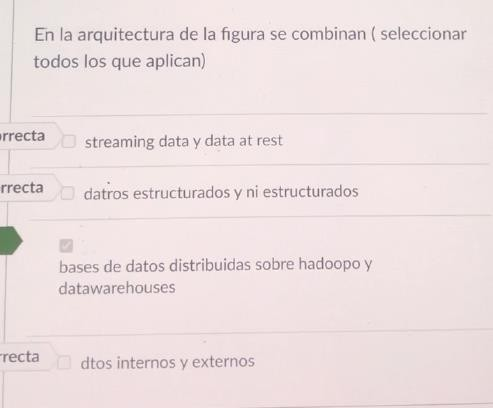 En la arquitectura de la figura se combinan ( seleccionar
todos los que aplican)
rrecta
streaming data y data at rest
rrecta
datros estructurados y ni estructurados
bases de datos distribuidas sobre hadoopo y
datawarehouses
recta
dtos internos y externos